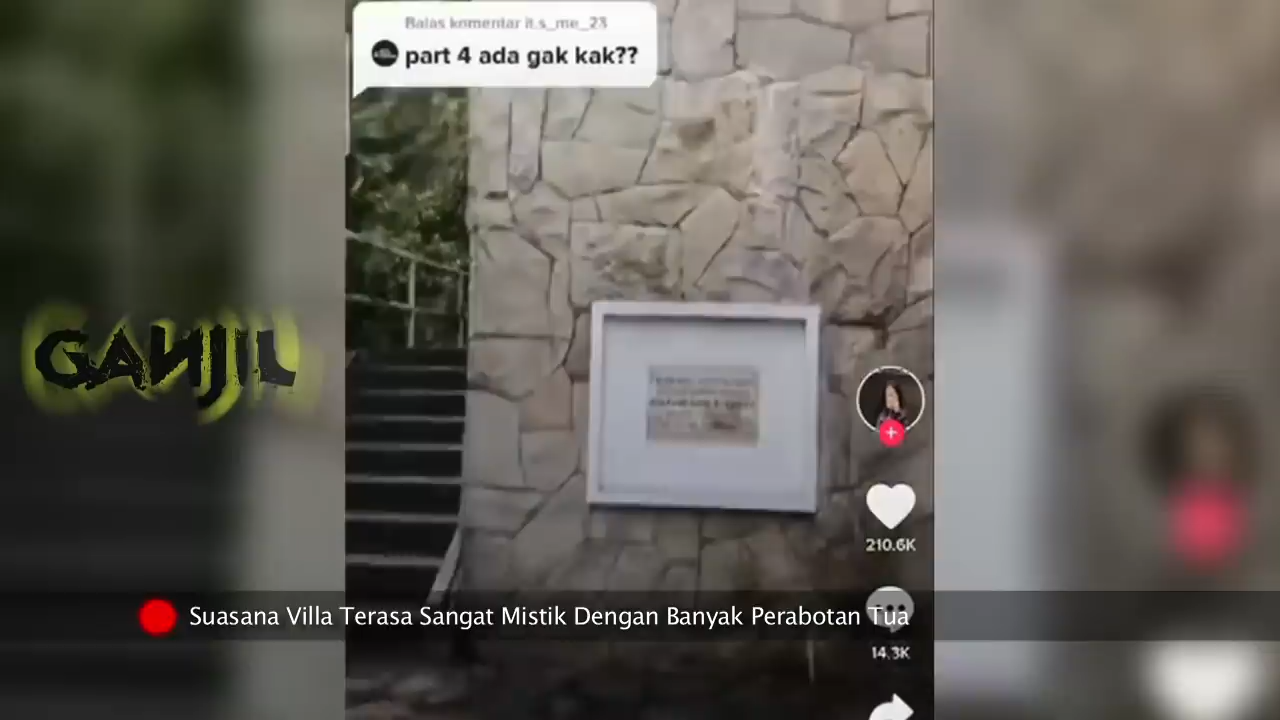 Balas komentar it.s_me_23
part 4 ada gak kak??
GANJIL
210.6K
Suasana Villa Terasa Sangat Mistik Dengan Banyak Perabotan Tua
14.3K